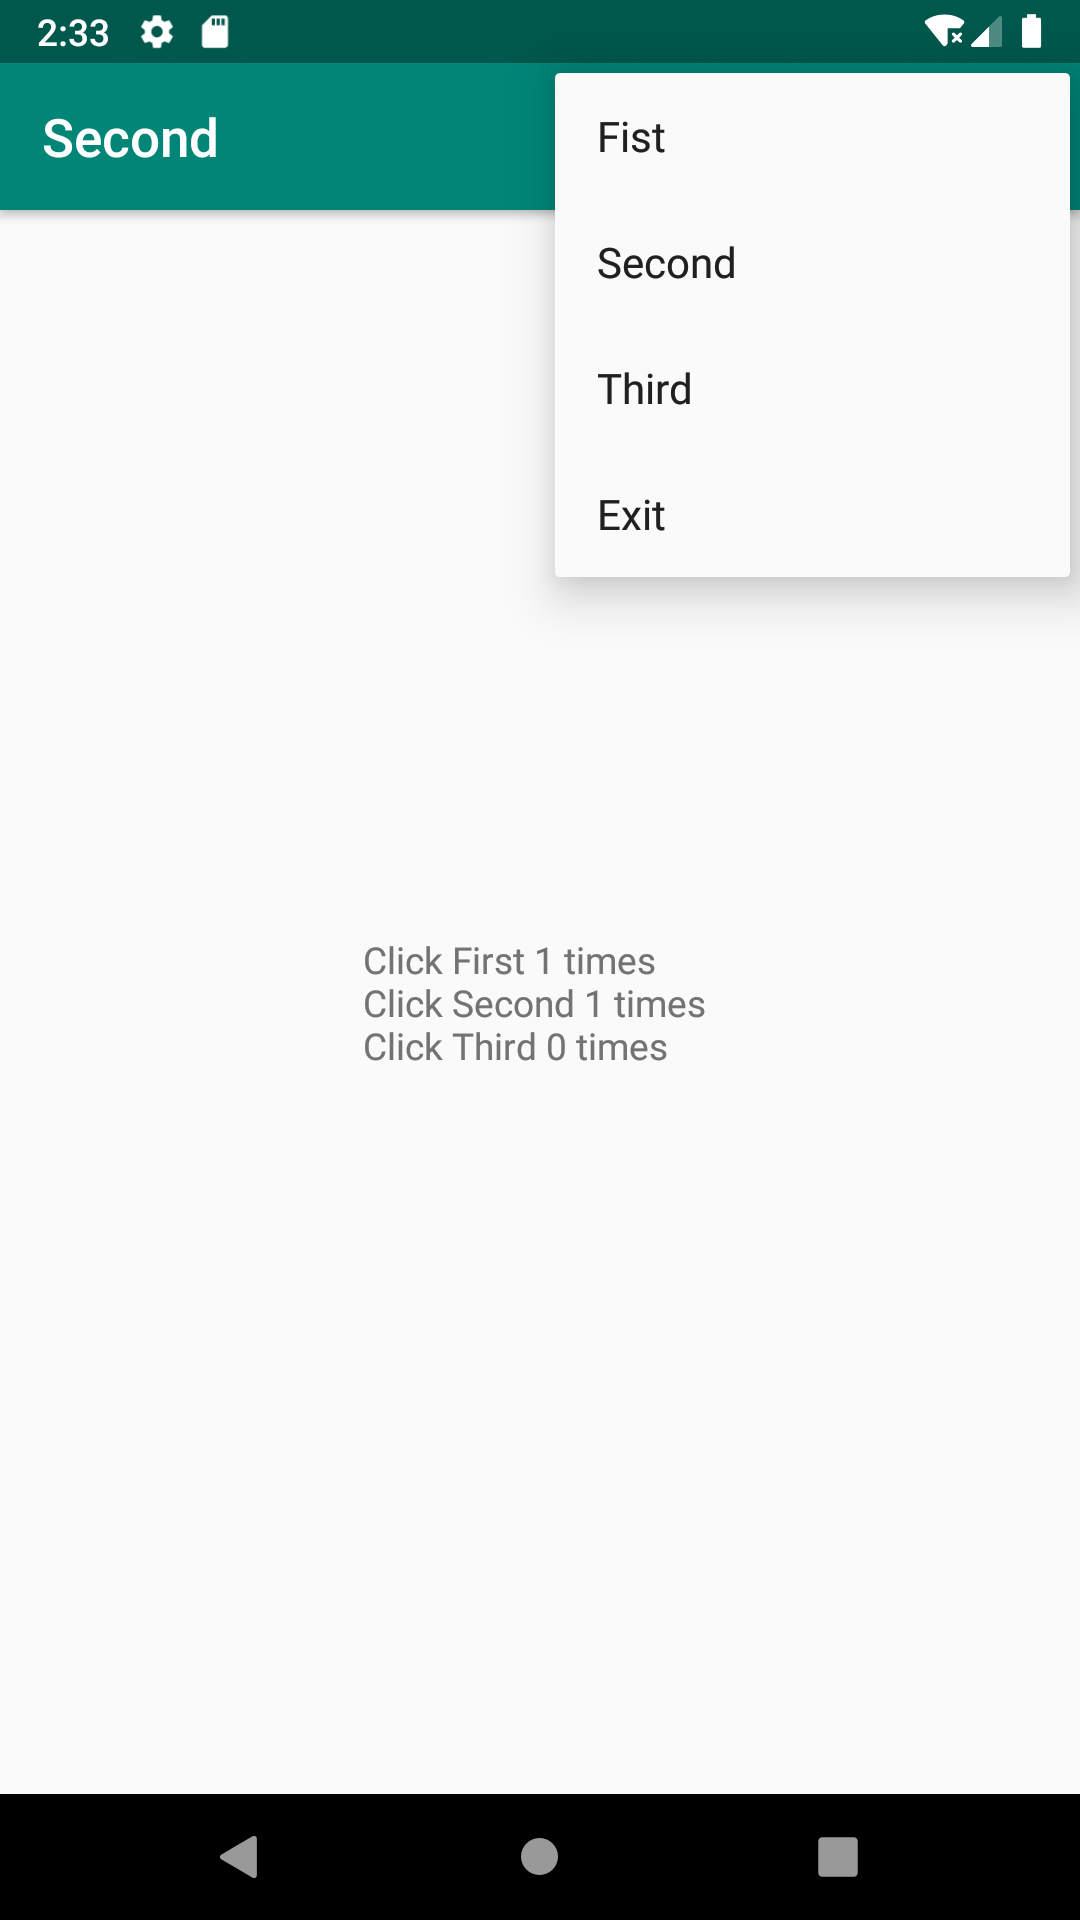 2:33
Second
Fist
Second
Third
Exit
Click First 1 times
Click Second 1 times
Click Third 0 times